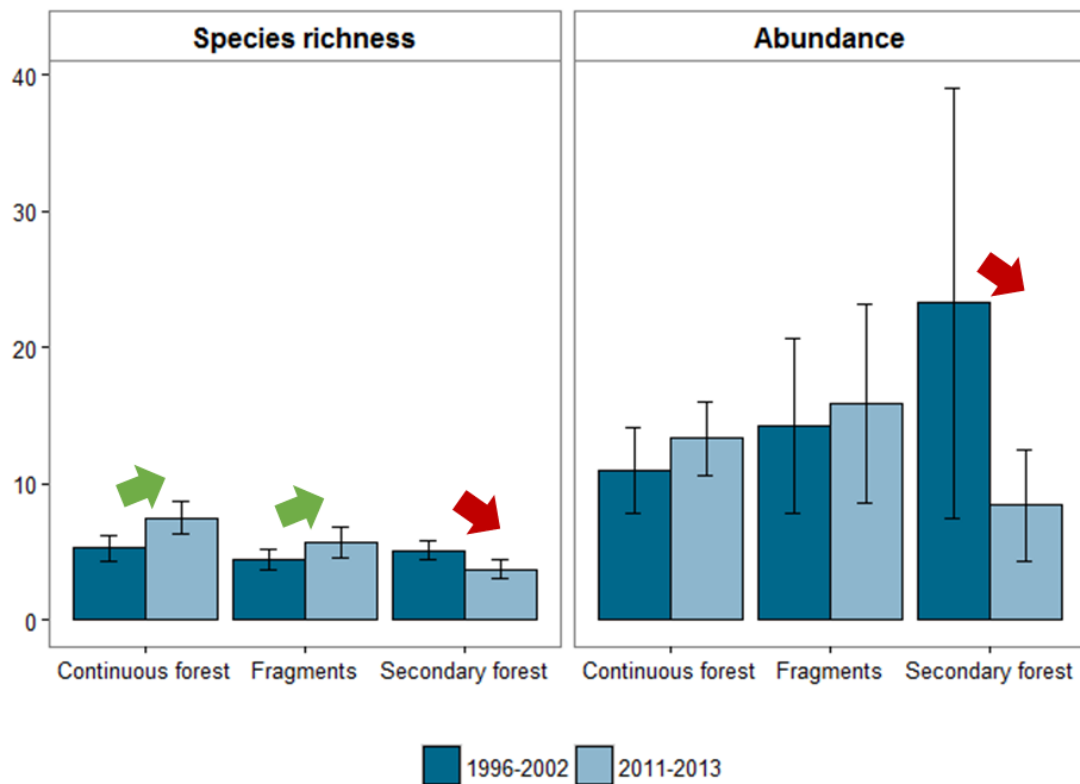 Species richness
Abundance
40
30
20
10
0
Continuous forest
Fragments
Secondary forest
Continuous forest
Fragments
Secondary forest
1996-2002
2011-2013